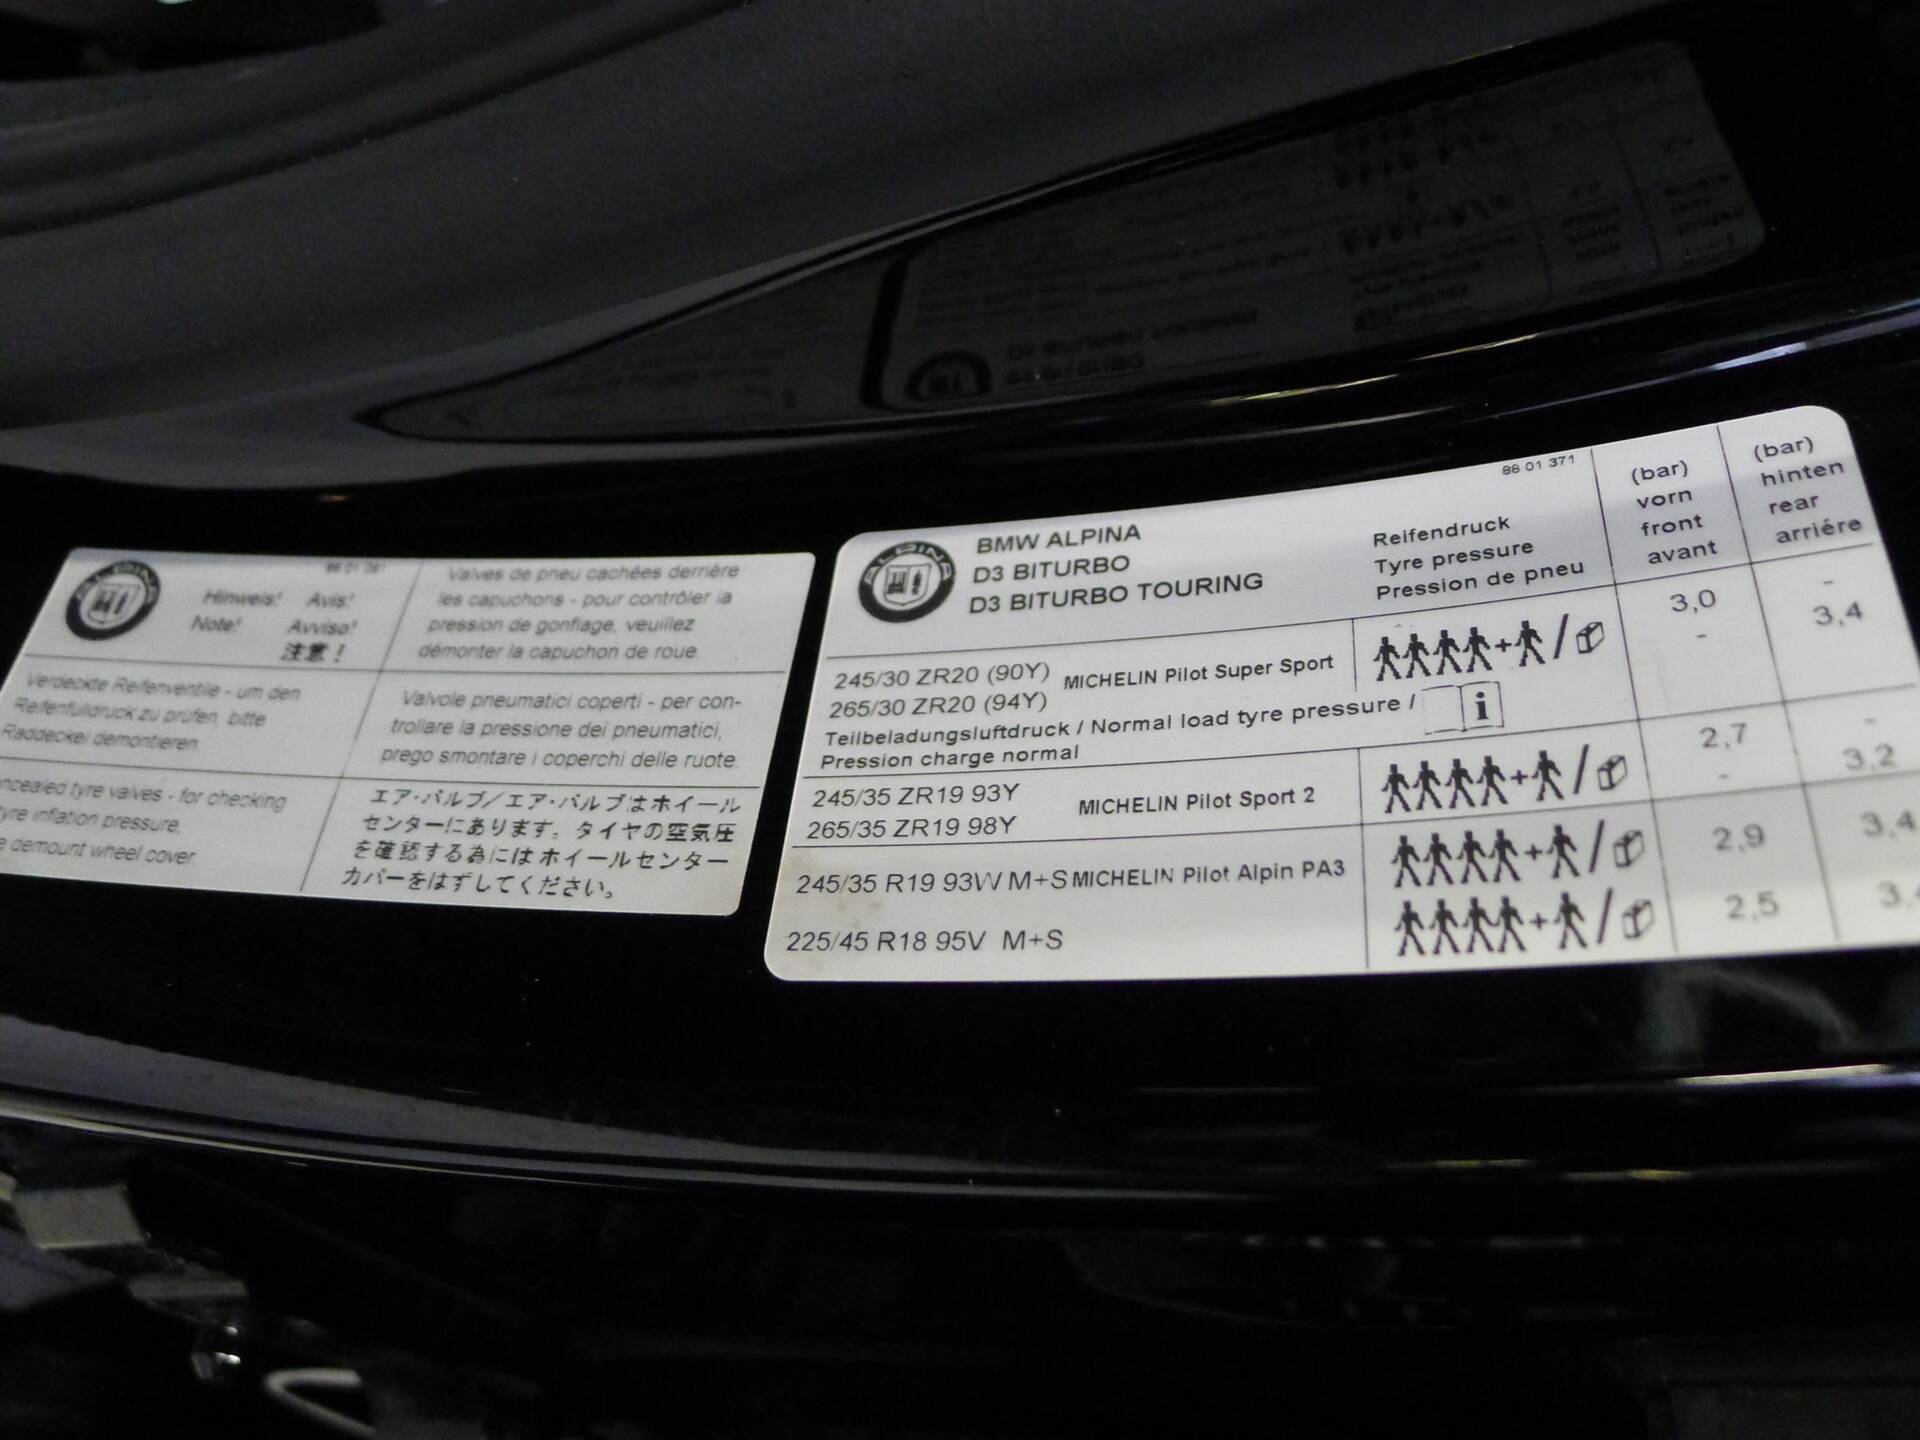 ALPINA
88 01 061
Hinweis! Avis!
Note! Avviso!
注意！
Valves de pneu cachées derrière
les capuchons - pour contrôler la
pression de gonflage, veuillez
démonter la capuchon de roue.
Verdeckte Reifenventile - um den
Reifenfülldruck zu prüfen, bitte
Raddeckel demontieren.
Valvole pneumatici coperti - per con-
trollare la pressione dei pneumatici,
prego smontare i coperchi delle ruote.
tyre valves - for checking
inflation pressure,
demount wheel cover.
エア・バルブ／エア・バルブはホイール
センターにあります。タイヤの空気圧
を確認する為にはホイールセンター
カバーをはずしてください。
ALPINA
BMW ALPINA
D3 BITURBO
D3 BITURBO TOURING
88 01 371
Reifendruck
Tyre pressure
Pression de pneu
(bar)
vorn
front
avant
(bar)
hinten
rear
arriére
245/30 ZR20 (90Y) MICHELIN Pilot Super Sport 3,0 -
265/30 ZR20 (94Y) - 3,4
Teilbeladungsluftdruck / Normal load tyre pressure / i
Pression charge normal
245/35 ZR19 93Y MICHELIN Pilot Sport 2 2,7 -
265/35 ZR19 98Y - 3,2
245/35 R19 93W M+S MICHELIN Pilot Alpin PA3 2,9 3,4
225/45 R18 95V M+S 2,5